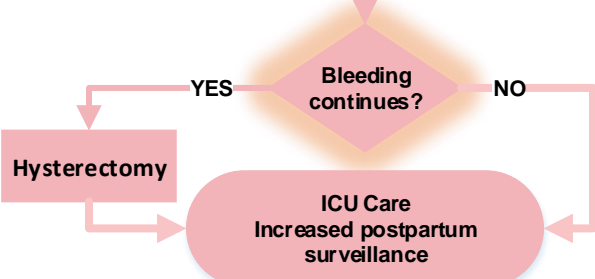 Bleeding
continues?
YES
NO
Hysterectomy
ICU Care
Increased postpartum
surveillance